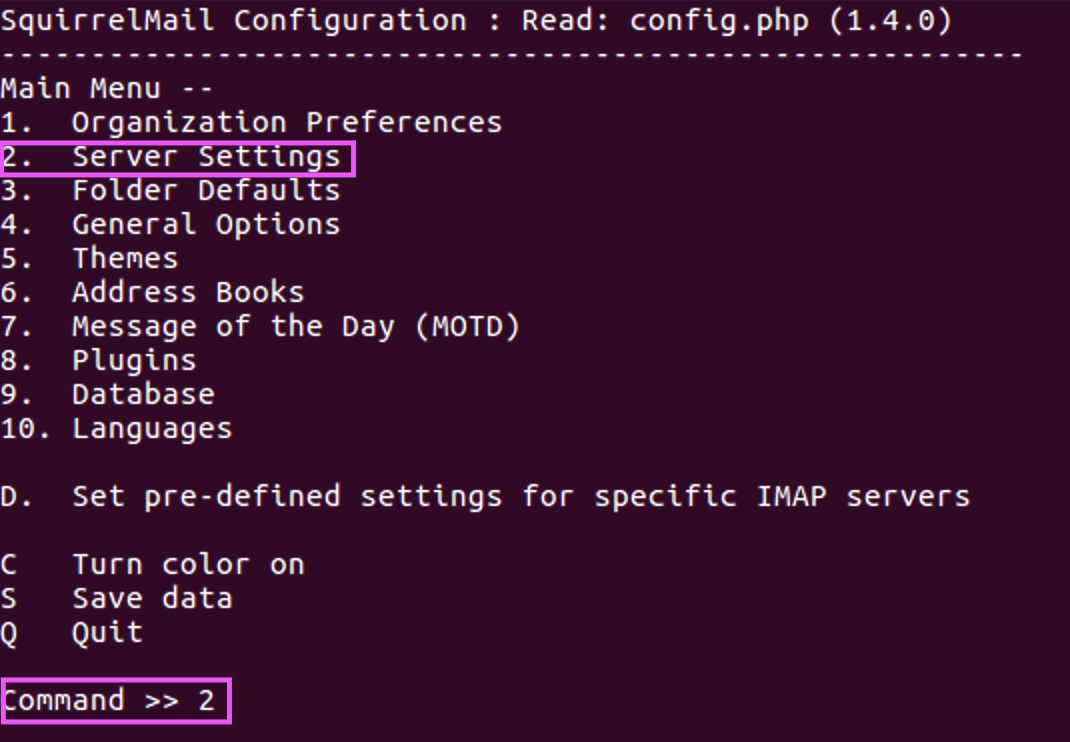 SquirrelMail Configuration : Read: config.php (1.4.0)
---------------------------------------------------------
Main Menu --
1.  Organization Preferences
2.  Server Settings
3.  Folder Defaults
4.  General Options
5.  Themes
6.  Address Books
7.  Message of the Day (MOTD)
8.  Plugins
9.  Database
10. Languages
D.  Set pre-defined settings for specific IMAP servers
C   Turn color on
S   Save data
Q   Quit
Command >> 2